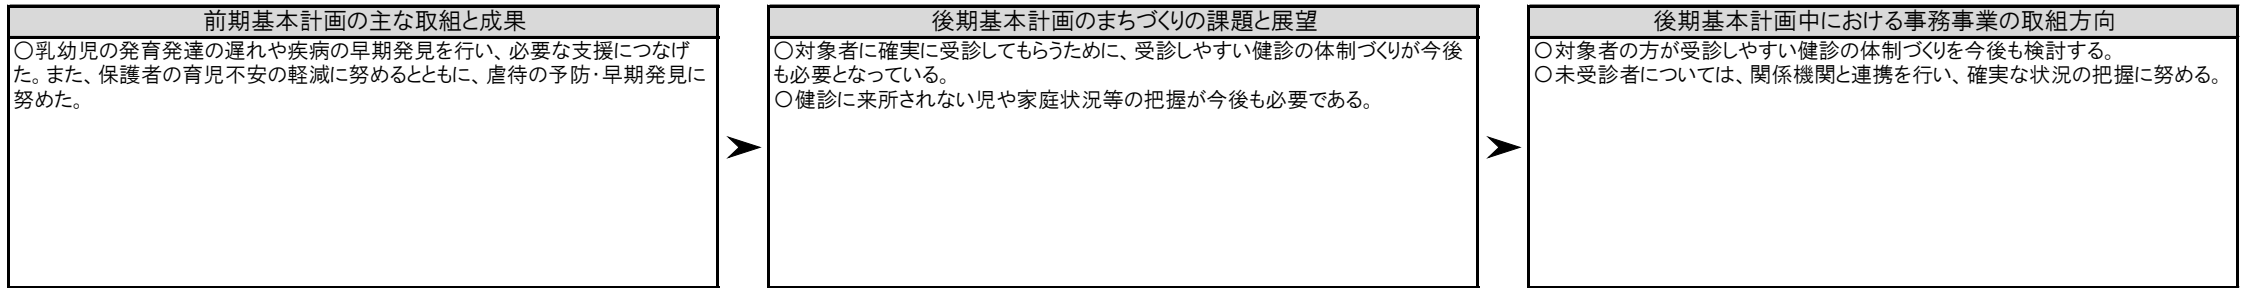 前期基本計画の主な取組と成果
○乳幼児の発育発達の遅れや疾病の早期発見を行い、必要な支援につなげ
た。また、保護者の育児不安の軽減に努めるとともに、虐待の予防・早期発見に
努めた。
後期基本計画のまちづくりの課題と展望
○対象者に確実に受診してもらうために、受診しやすい健診の体制づくりが今後
も必要となっている。
○健診に来所されない児や家庭状況等の把握が今後も必要である。
後期基本計画中における事務事業の取組方向
○対象者の方が受診しやすい健診の体制づくりを今後も検討する。
○未受診者については、関係機関と連携を行い、確実な状況の把握に努める。